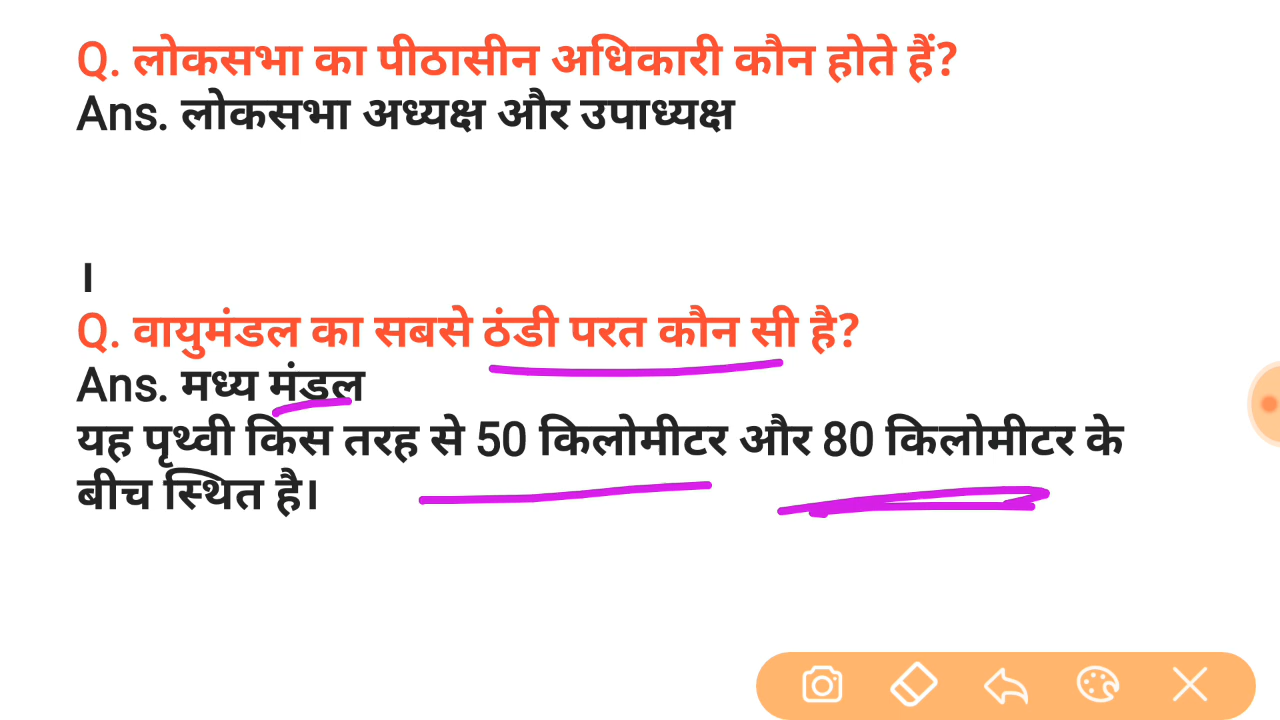 Q. लोकसभा का पीठासीन अधिकारी कौन होते हैं?
Ans. लोकसभा अध्यक्ष और उपाध्यक्ष
।
Q. वायुमंडल का सबसे ठंडी परत कौन सी है?
Ans. मध्य मंडल
यह पृथ्वी किस तरह से 50 किलोमीटर और 80 किलोमीटर के
बीच स्थित है।